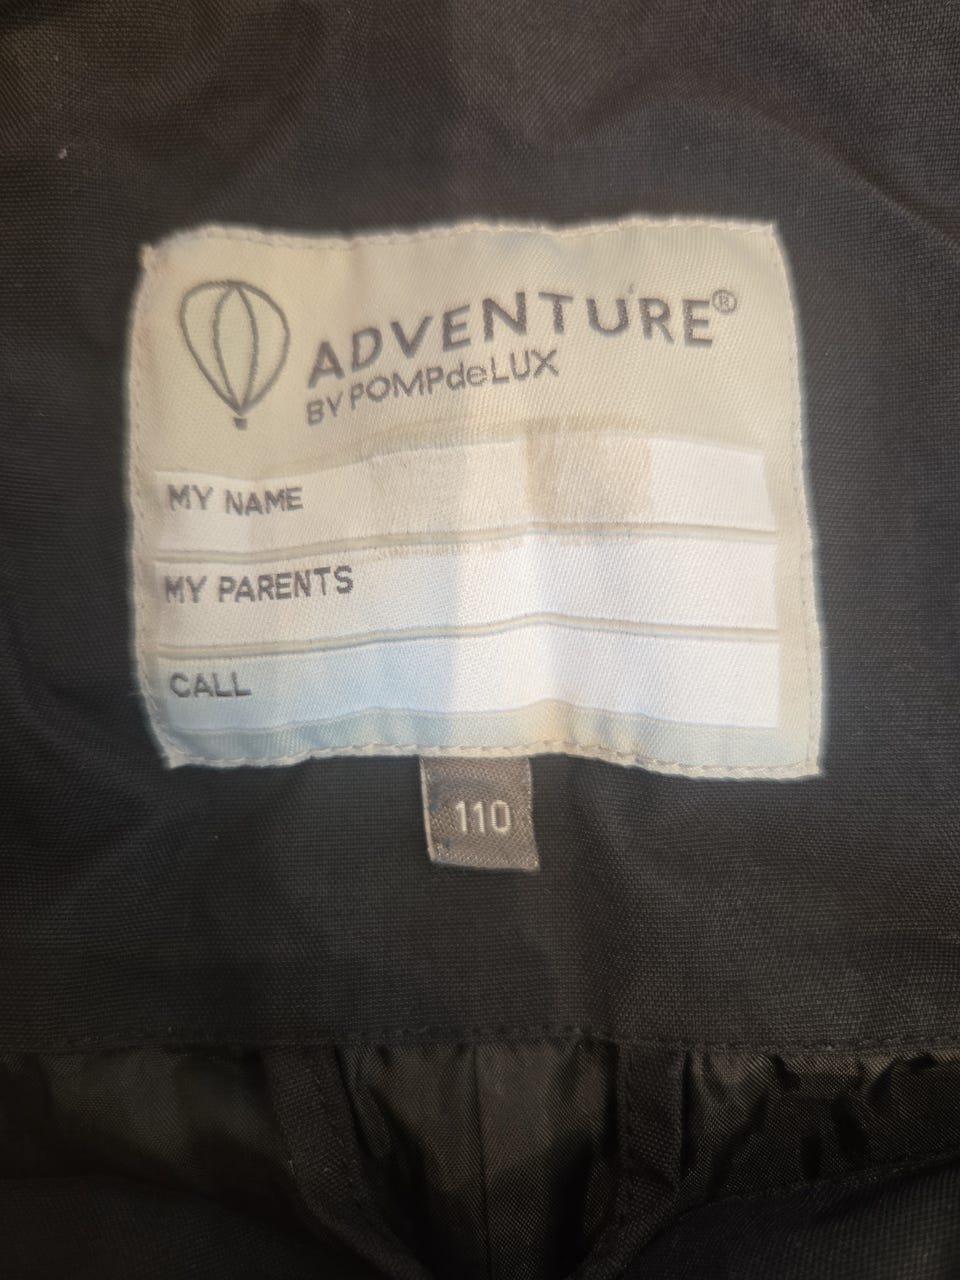 ADVENTURE®
BY POMPdeLUX
MY NAME
MY PARENTS
CALL
110